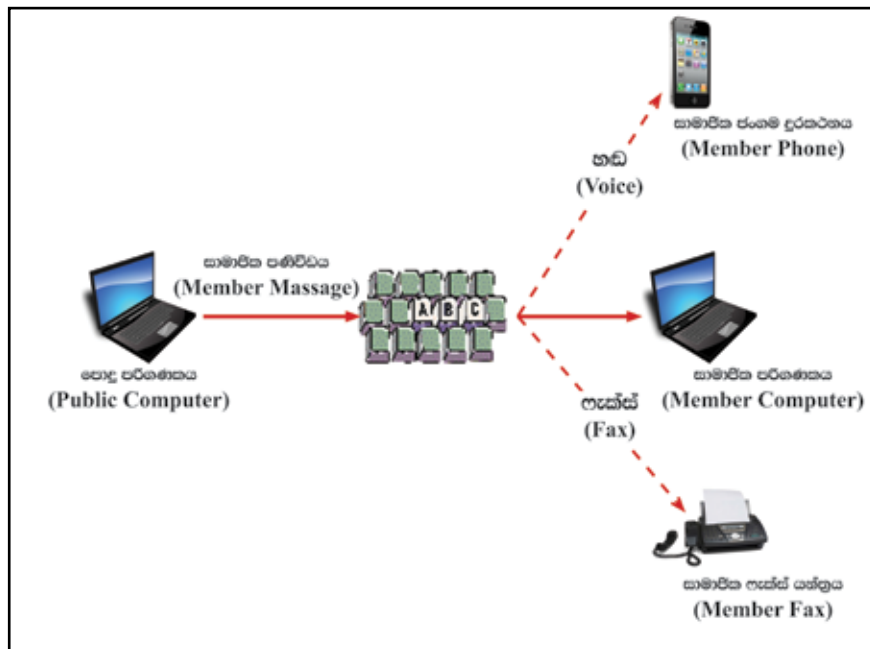 සාමාජික ජංගම දුරකථනය
(Member Phone)
හඬ
(Voice)
සාමාජික පණිවිඩය
(Member Massage)
A B C
පොදු පරිගණකය
(Public Computer)
සාමාජික පරිගණකය
(Member Computer)
ෆැක්ස්
(Fax)
සාමාජික ෆැක්ස් යන්ත්‍රය
(Member Fax)